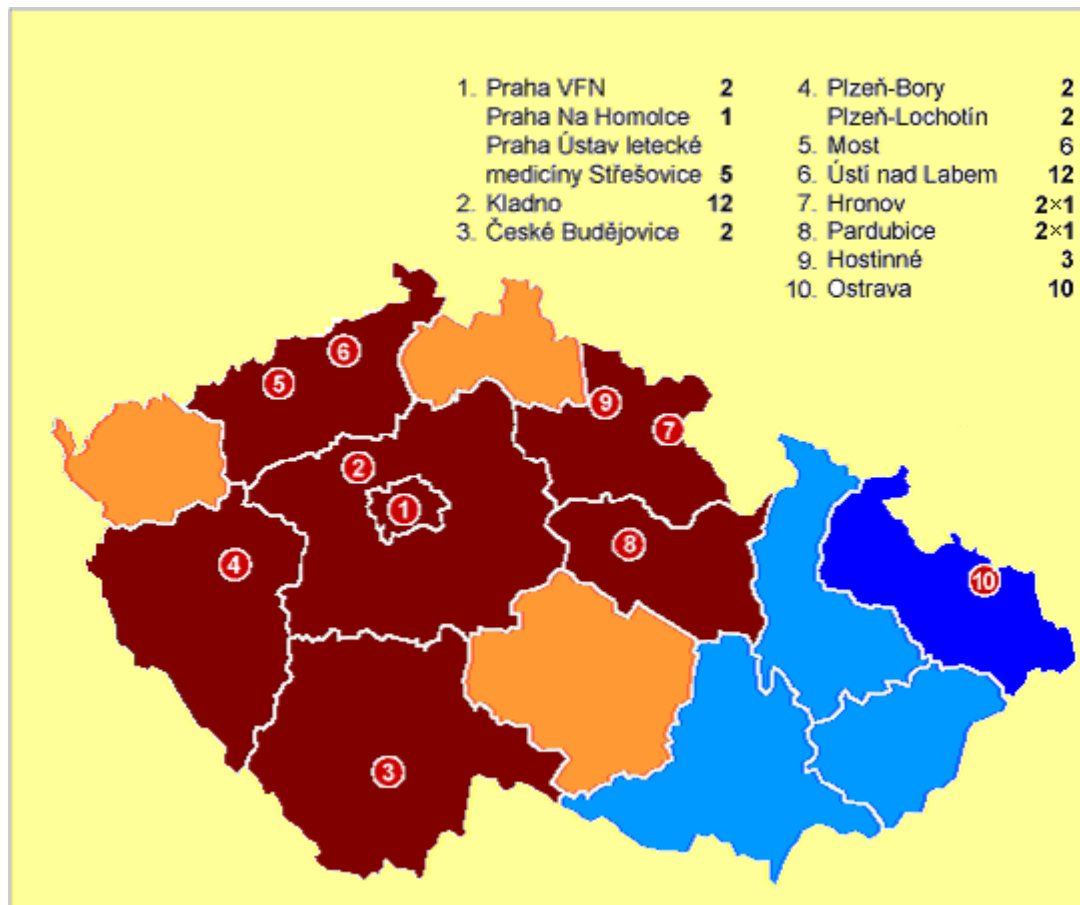 1. Praha VFN 2
Praha Na Homolce 1
Praha Ústav letecké
medicíny Střešovice 5
2. Kladno 12
3. České Budějovice 2
4. Plzeň-Bory 2
Plzeň-Lochotín 2
5. Most 6
6. Ústí nad Labem 12
7. Hronov 2×1
8. Pardubice 2×1
9. Hostinné 3
10. Ostrava 10
6
5
9
7
2
1
8
4
10
3